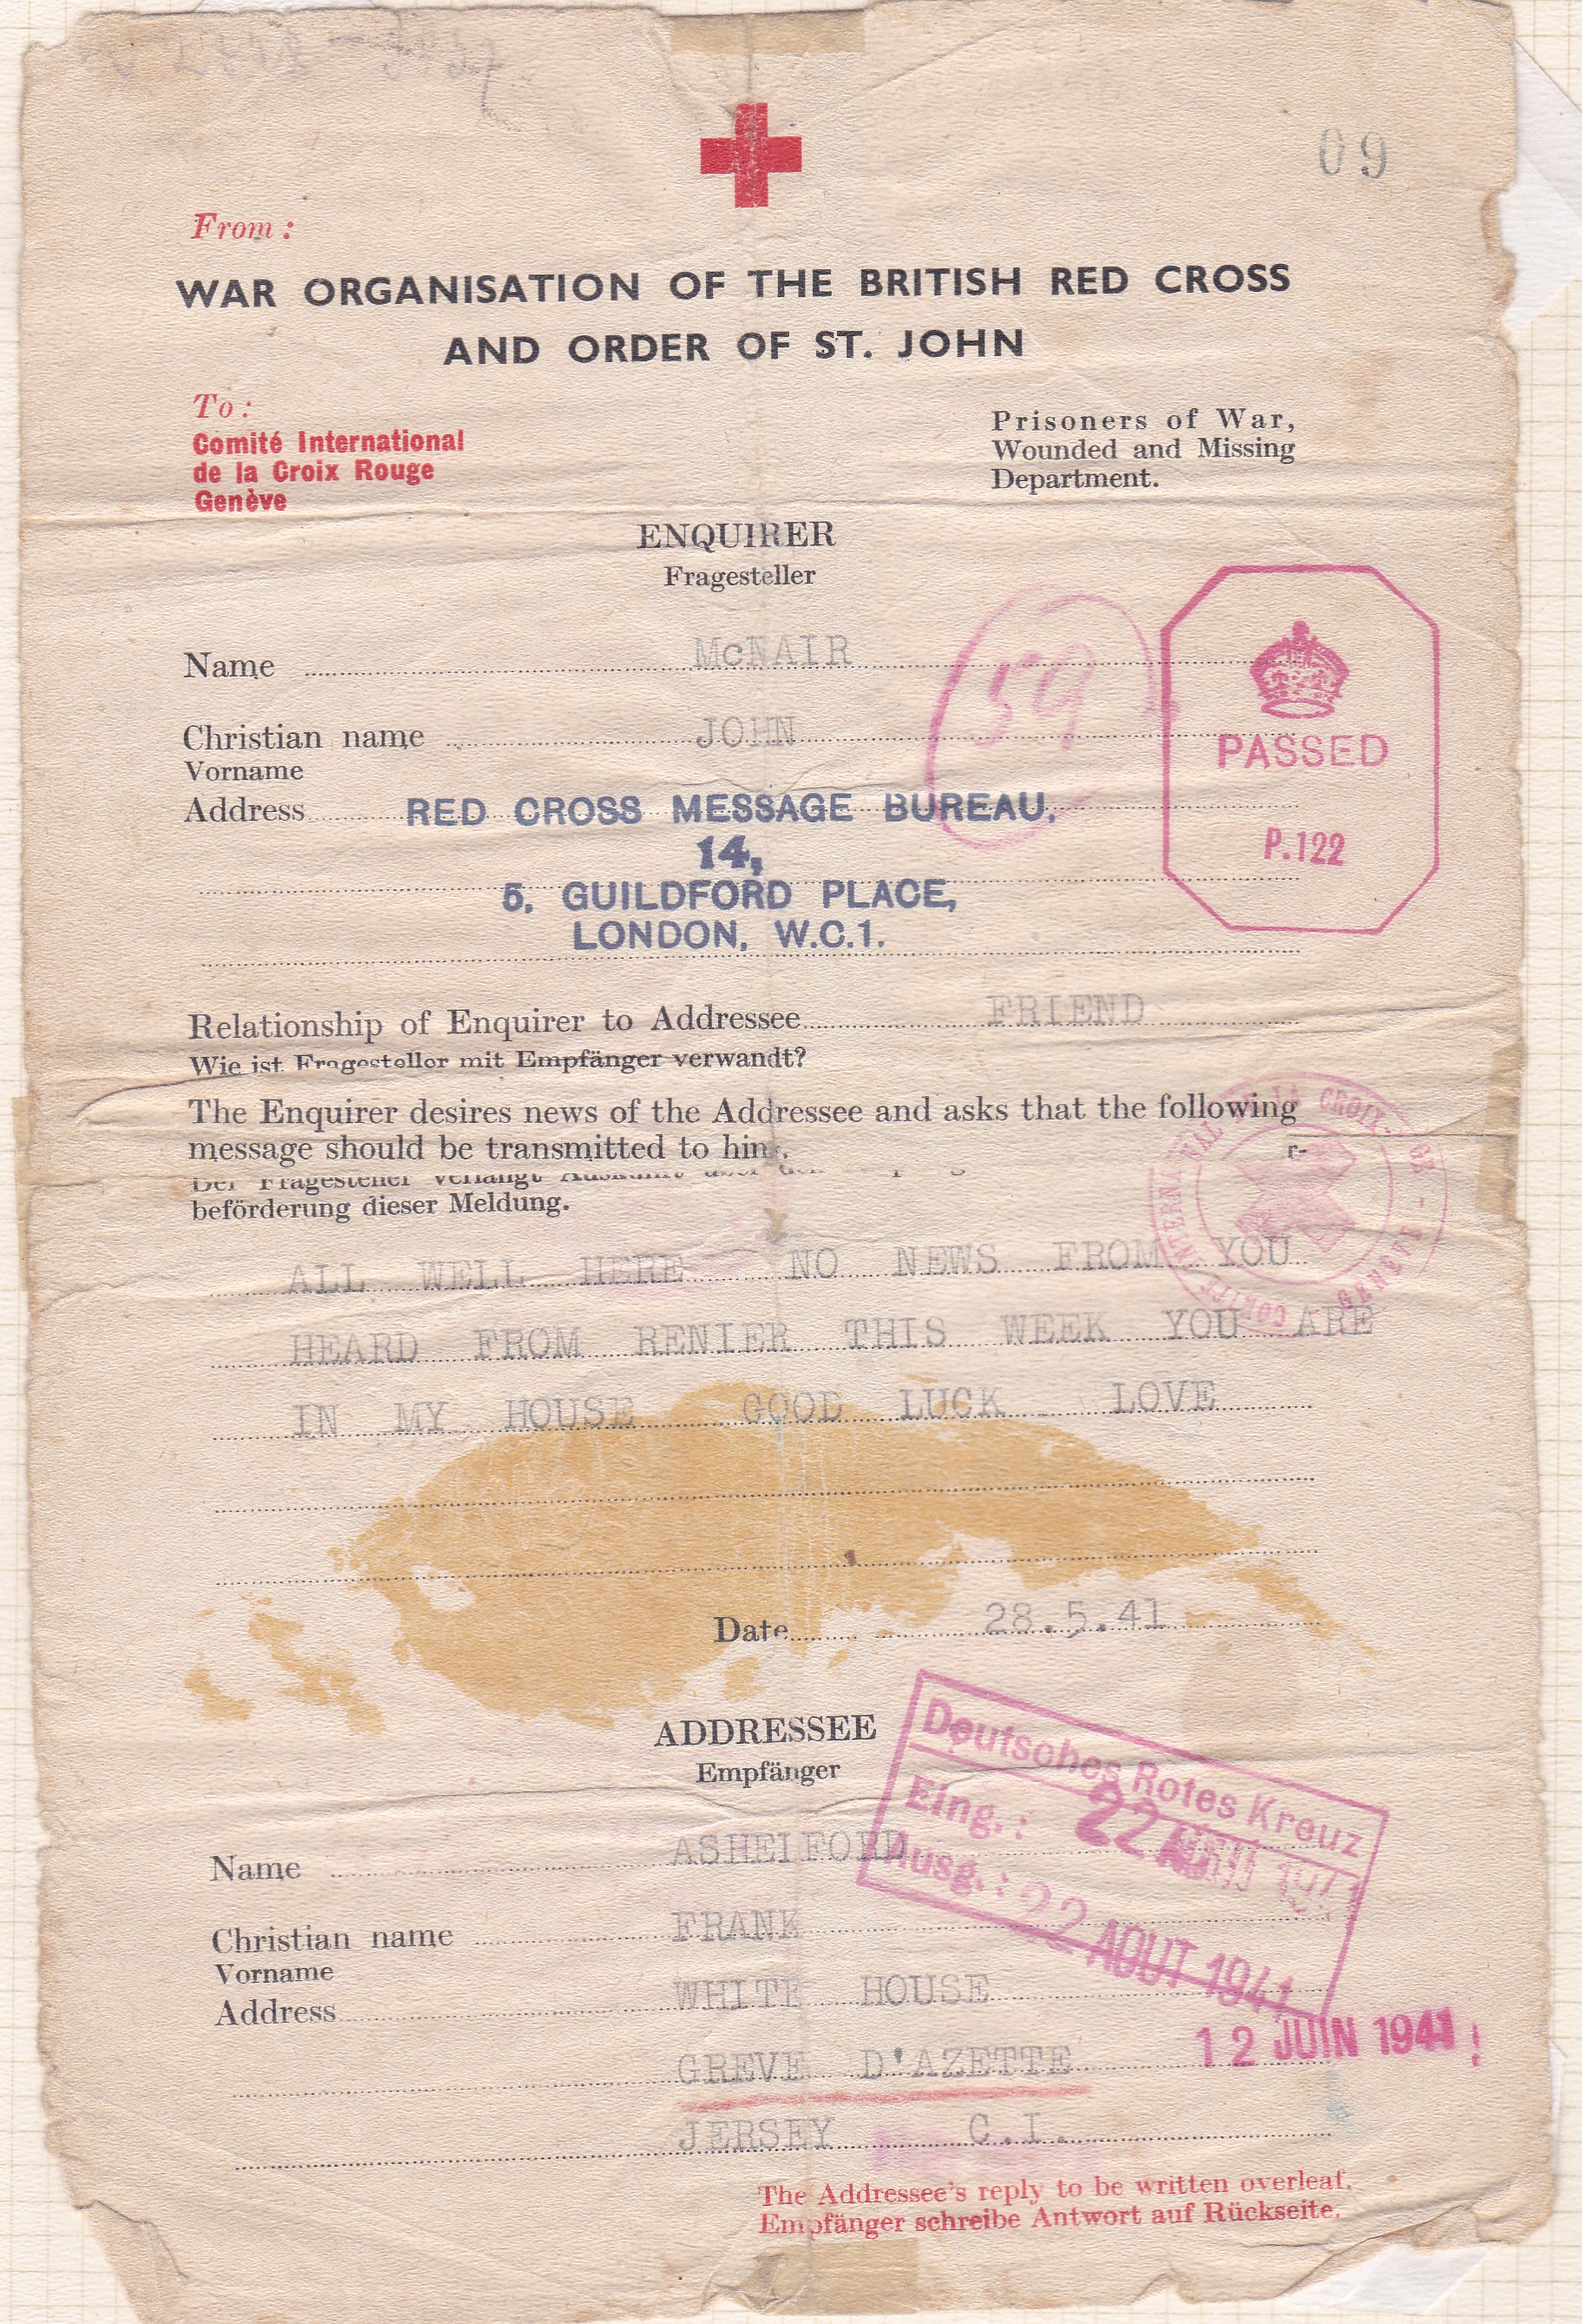 09
From:
WAR ORGANISATION OF THE BRITISH RED CROSS
AND ORDER OF ST. JOHN
To:
Comité International
de la Croix Rouge
Genève
Prisoners of War,
Wounded and Missing
Department.
ENQUIRER
Fragesteller
Name McNAIR
59
Christian name JOHN
Vorname
Address RED CROSS MESSAGE BUREAU,
14,
5, GUILDFORD PLACE,
LONDON, W.C.1.
PASSED
P.122
Relationship of Enquirer to Addressee FRIEND
Wie ist Fragesteller mit Empfänger verwandt?
The Enquirer desires news of the Addressee and asks that the following
message should be transmitted to him.
Der Fragesteller verlangt Auskunft
beförderung dieser Meldung.
ALL WELL HERE NO NEWS FROM YOU
HEARD FROM RENIER THIS WEEK YOU ARE
IN MY HOUSE GOOD LUCK LOVE
Date 28.5.41
ADDRESSEE
Empfänger
Deutsches Rotes Kreuz
Eing.: 22
Ausg.: 22 AOUT 1941
Name ASHELFORD
Christian name FRANK
Vorname
Address WHITE HOUSE
12 JUIN 1941
GREVE D'AZETTE
JERSEY C.I.
The Addressee's reply to be written overleaf.
Empfänger schreibe Antwort auf Rückseite.